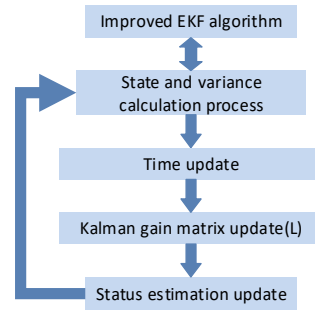 Improved EKF algorithm
State and variance
calculation process
Time update
Kalman gain matrix update(L)
Status estimation update